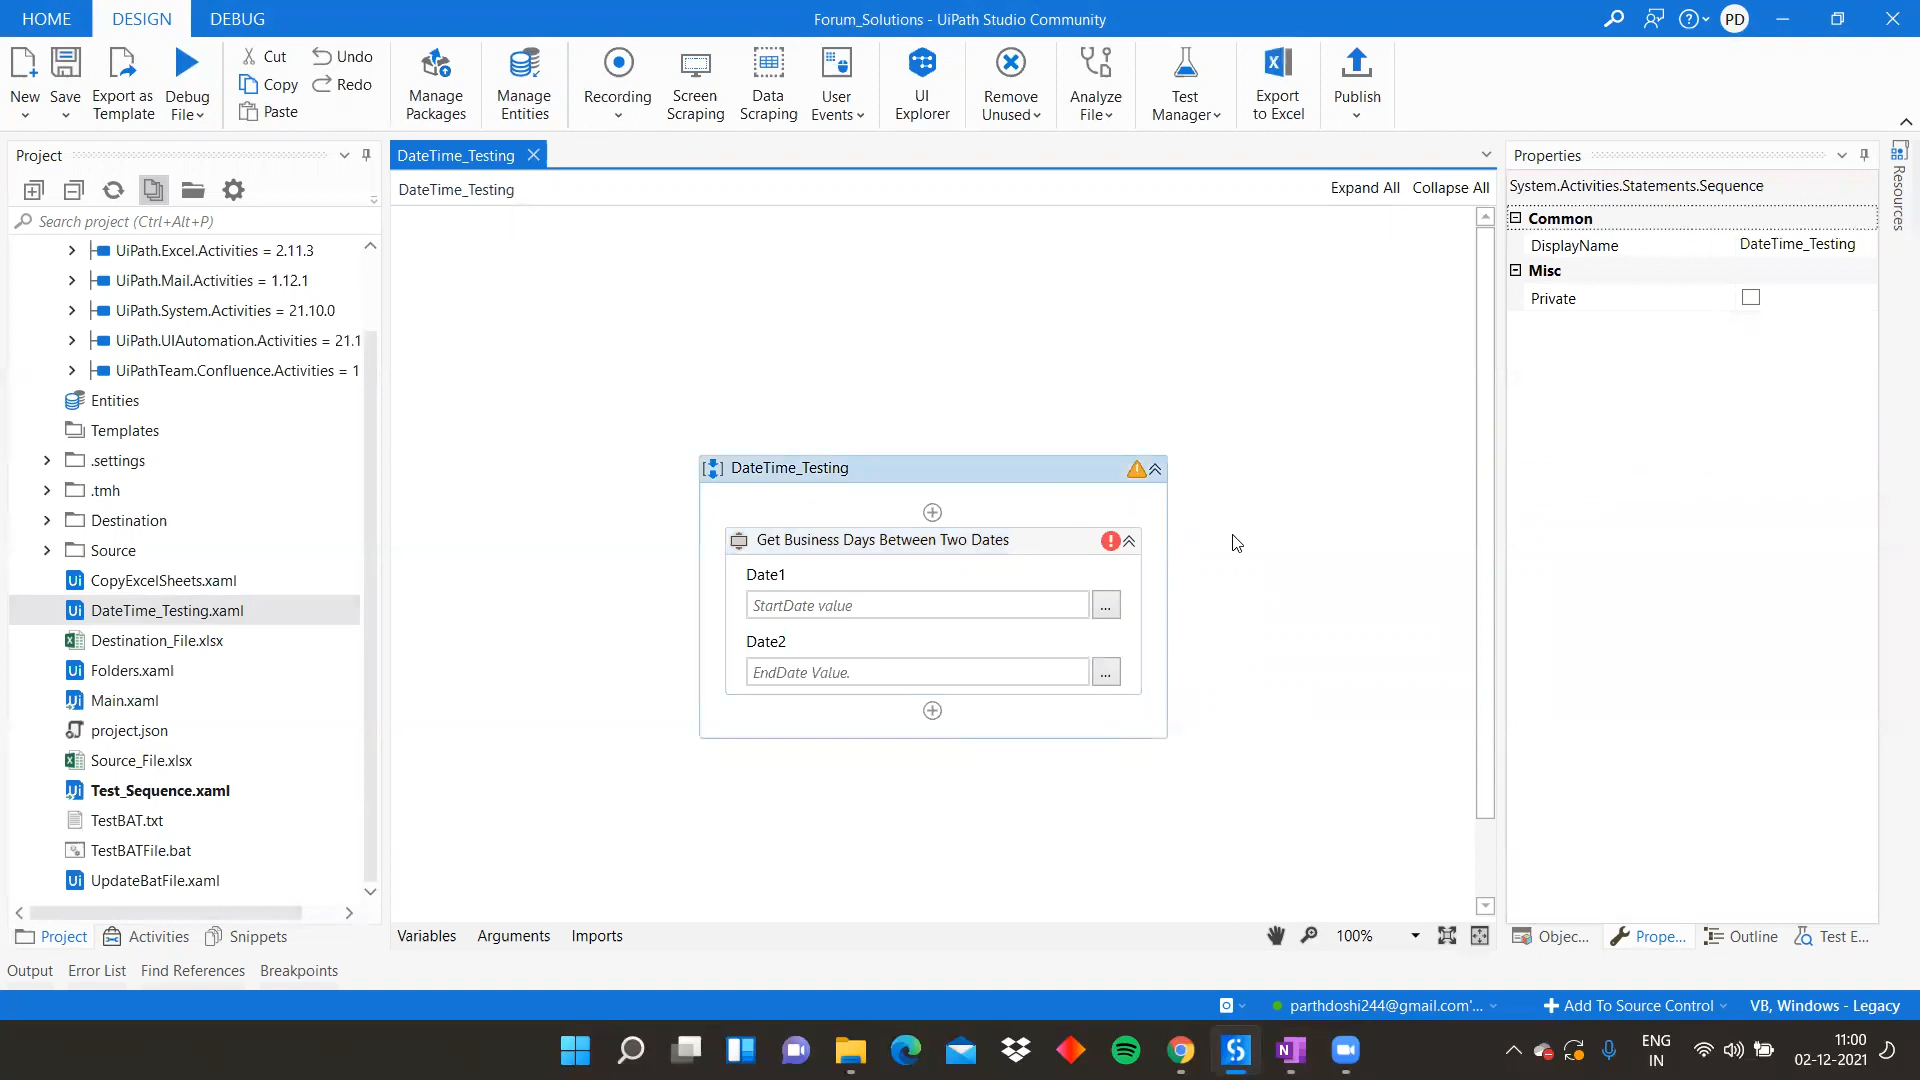 HOME
DESIGN
DEBUG
Forum_Solutions - UiPath Studio Community
PD
New
Save
Export as
Template
Debug
File
Cut
Copy
Paste
Undo
Redo
Manage
Packages
Manage
Entities
Recording
Screen
Scraping
Data
Scraping
User
Events
UI
Explorer
Remove
Unused
Analyze
File
Test
Manager
Export
to Excel
Publish
Project
Search project (Ctrl+Alt+P)
UiPath.Excel.Activities = 2.11.3
UiPath.Mail.Activities = 1.12.1
UiPath.System.Activities = 21.10.0
UiPath.UIAutomation.Activities = 21.1
UiPathTeam.Confluence.Activities = 1
Entities
Templates
.settings
.tmh
Destination
Source
CopyExcelSheets.xaml
DateTime_Testing.xaml
Destination_File.xlsx
Folders.xaml
Main.xaml
project.json
Source_File.xlsx
Test_Sequence.xaml
TestBAT.txt
TestBATFile.bat
UpdateBatFile.xaml
Project
Activities
Snippets
DateTime_Testing
DateTime_Testing
Expand All
Collapse All
DateTime_Testing
Get Business Days Between Two Dates
Date1
StartDate value
...
Date2
EndDate Value.
...
Variables
Arguments
Imports
100%
Properties
System.Activities.Statements.Sequence
Common
DisplayName
DateTime_Testing
Misc
Private
Resources
Objec...
Prope...
Outline
Test E...
Output
Error List
Find References
Breakpoints
parthdoshi244@gmail.com'...
Add To Source Control
VB, Windows - Legacy
ENG
IN
11:00
02-12-2021